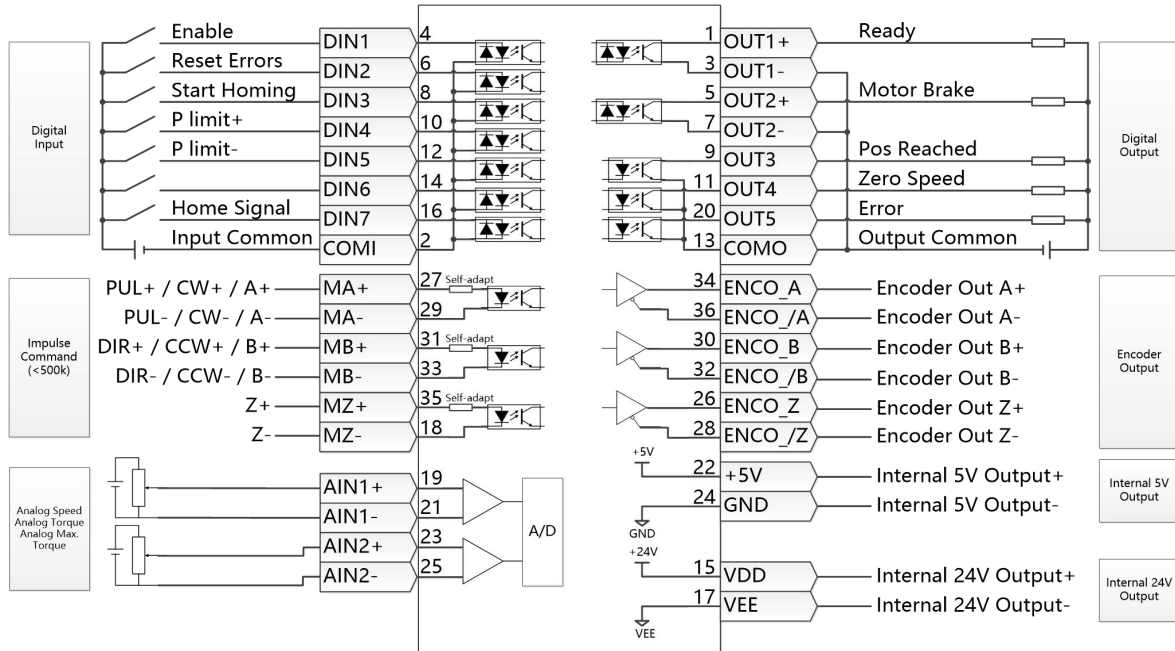 Digital
Input
Enable
DIN1
4
Reset Errors
DIN2
6
Start Homing
DIN3
8
P limit+
DIN4
10
P limit-
DIN5
12
DIN6
14
Home Signal
DIN7
16
Input Common
COMI
2
Impulse
Command
(<500k)
PUL+ / CW+ / A+
MA+
27
Self-adapt
PUL- / CW- / A-
MA-
29
DIR+ / CCW+ / B+
MB+
31
Self-adapt
DIR- / CCW- / B-
MB-
33
Z+
MZ+
35
Self-adapt
Z-
MZ-
18
Analog Speed
Analog Torque
Analog Max.
Torque
AIN1+
19
AIN1-
21
AIN2+
23
AIN2-
25
A/D
1
OUT1+
Ready
3
OUT1-
5
OUT2+
Motor Brake
7
OUT2-
9
OUT3
Pos Reached
11
OUT4
Zero Speed
20
OUT5
Error
13
COMO
Output Common
Digital
Output
34
ENCO_A
Encoder Out A+
36
ENCO_/A
Encoder Out A-
30
ENCO_B
Encoder Out B+
32
ENCO_/B
Encoder Out B-
26
ENCO_Z
Encoder Out Z+
28
ENCO_/Z
Encoder Out Z-
Encoder
Output
+5V
22
+5V
Internal 5V Output+
24
GND
Internal 5V Output-
GND
Internal 5V
Output
+24V
15
VDD
Internal 24V Output+
17
VEE
Internal 24V Output-
VEE
Internal 24V
Output